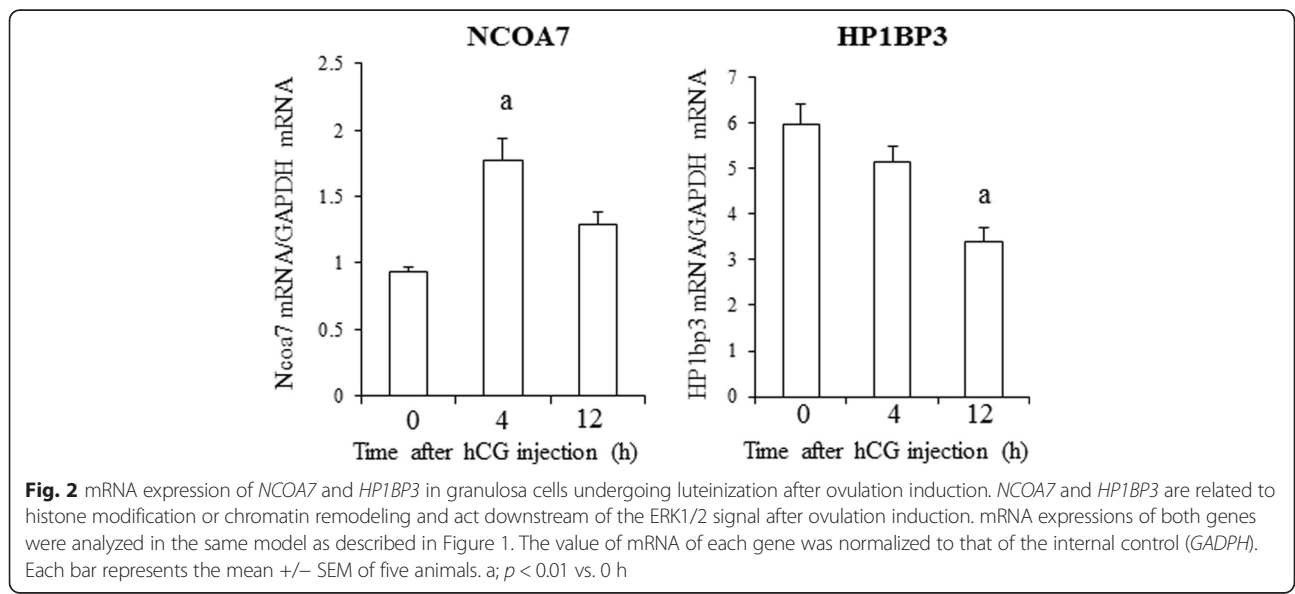 NCOA7
HP1BP3
Ncoa7 mRNA/GAPDH mRNA
2.5
2
1.5
1
0.5
0
a
0 4 12
Time after hCG injection (h)
HP1bp3 mRNA/GAPDH mRNA
7
6
5
4
3
2
1
0
a
0 4 12
Time after hCG injection (h)
Fig. 2 mRNA expression of NCOA7 and HP1BP3 in granulosa cells undergoing luteinization after ovulation induction. NCOA7 and HP1BP3 are related to
histone modification or chromatin remodeling and act downstream of the ERK1/2 signal after ovulation induction. mRNA expressions of both genes
were analyzed in the same model as described in Figure 1. The value of mRNA of each gene was normalized to that of the internal control (GADPH).
Each bar represents the mean +/− SEM of five animals. a; p < 0.01 vs. 0 h